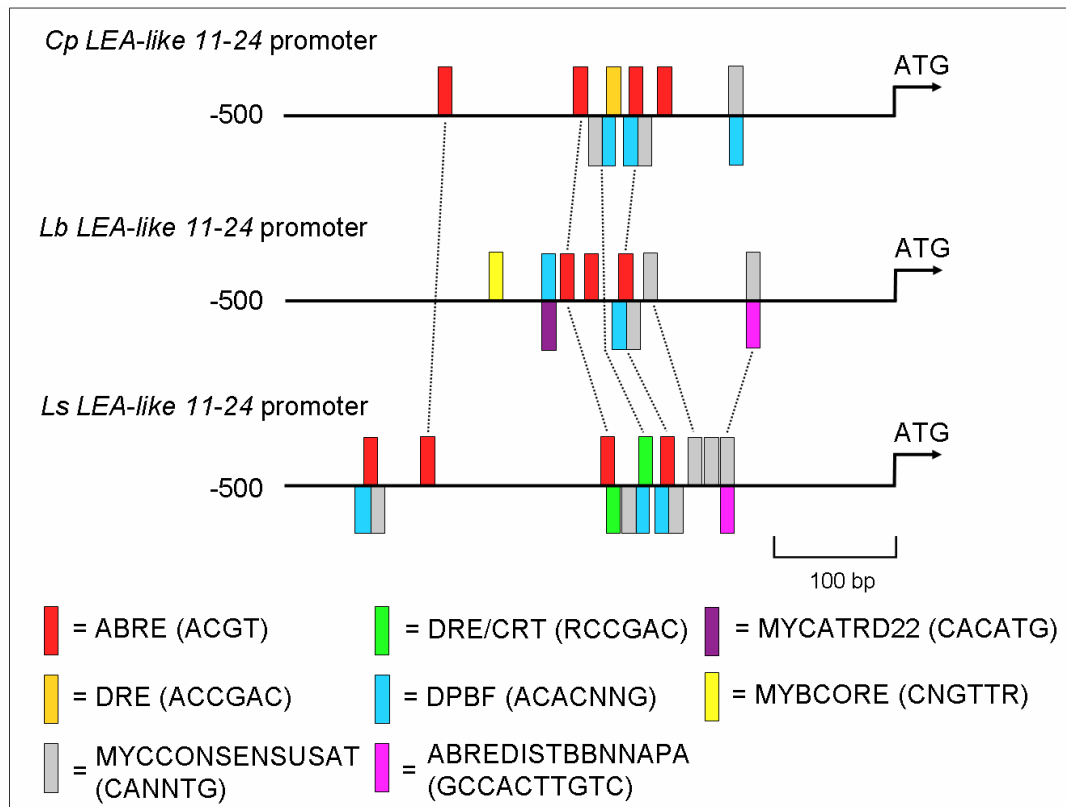 Cp LEA-like 11-24 promoter
ATG
-500
Lb LEA-like 11-24 promoter
ATG
-500
Ls LEA-like 11-24 promoter
ATG
-500
100 bp
= ABRE (ACGT)
= DRE/CRT (RCCGAC)
= MYCATRD22 (CACATG)
= DRE (ACCGAC)
= DPBF (ACACNNG)
= MYBCORE (CNGTTR)
= MYCCONSENSUSAT
(CANNTG)
= ABREDISTBBNNAPA
(GCCACTTGTC)